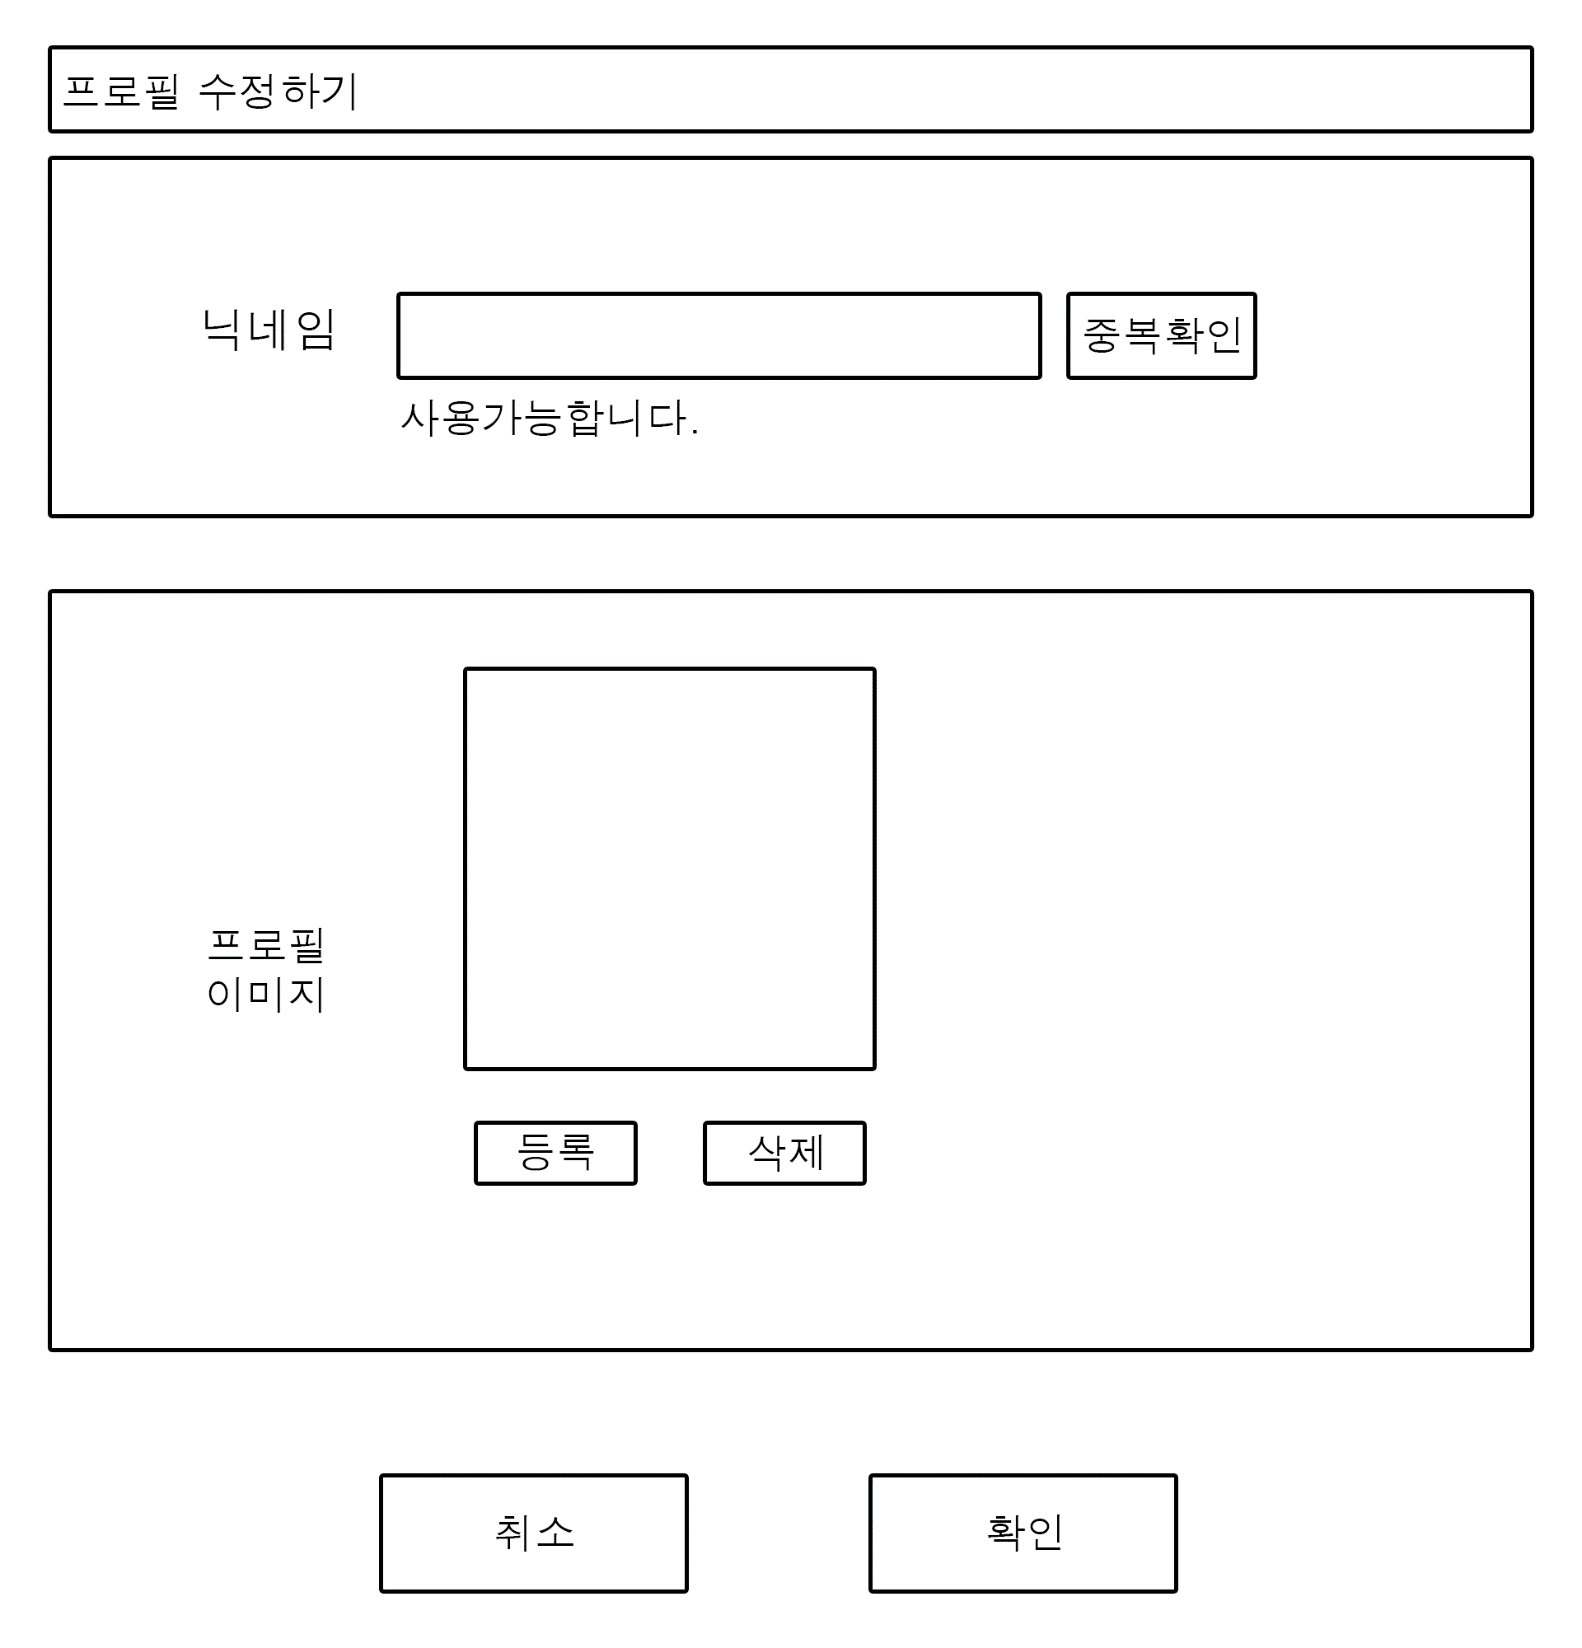 프로필 수정하기
닉네임
중복확인
사용가능합니다.
프로필
이미지
등록
삭제
취소
확인